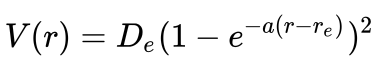 V(r) = D_e(1 − e^{−a(r−r_e)})^2